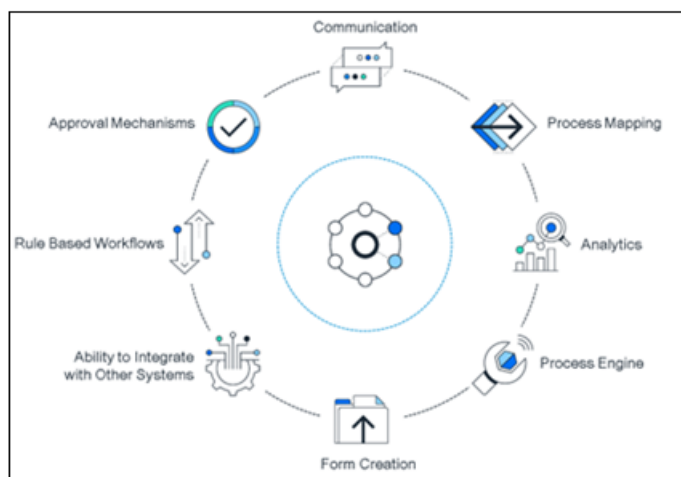 Communication
Approval Mechanisms
Process Mapping
Rule Based Workflows
Analytics
Ability to Integrate
with Other Systems
Process Engine
Form Creation